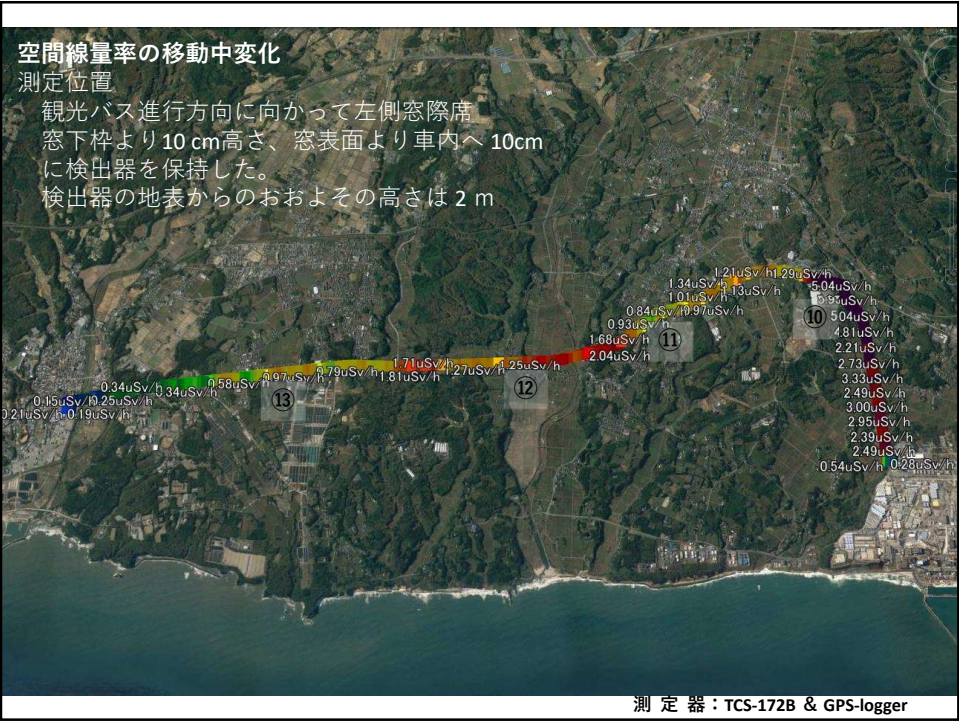 空間線量率の移動中変化
測定位置
観光バス進行方向に向かって左側窓際席
窓下枠より10 cm高さ、窓表面より車内へ 10cm
に検出器を保持した。
検出器の地表からのおおよその高さは 2 m
1.21uSv/h
1.29uSv/h
1.34uSv/h
1.13uSv/h
5.04uSv/h
1.01uSv/h
0.84uSv/h
0.97uSv/h
5.04uSv/h
⑩
0.93uSv/h
4.81uSv/h
⑪
1.68uSv/h
2.21uSv/h
2.04uSv/h
2.73uSv/h
1.71uSv/h
1.25uSv/h
0.79uSv/h
1.81uSv/h
1.27uSv/h
3.33uSv/h
0.97uSv/h
0.58uSv/h
0.34uSv/h
0.34uSv/h
⑫
2.49uSv/h
0.15uSv/h
0.25uSv/h
⑬
3.00uSv/h
0.21uSv/h
0.19uSv/h
2.95uSv/h
2.39uSv/h
2.49uSv/h
0.54uSv/h
0.28uSv/h
測 定 器：TCS-172B & GPS-logger